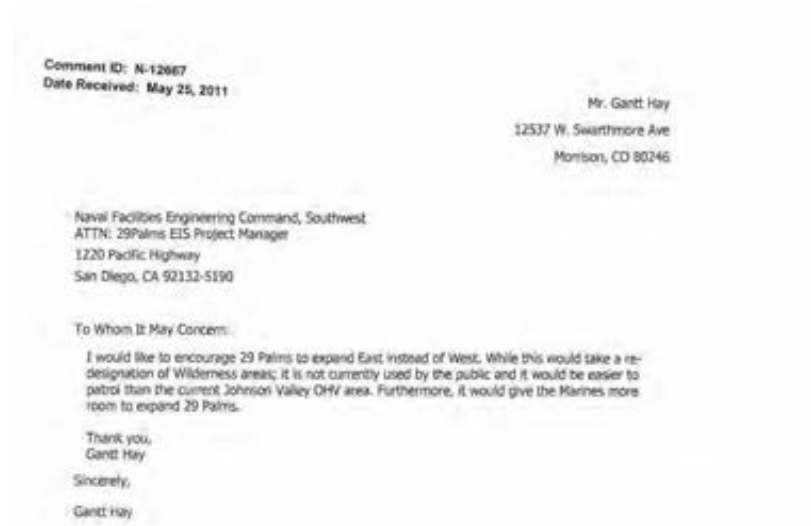 Comment ID: N-12667
Date Received: May 25, 2011
Mr. Gantt Hay
12537 W. Swarthmore Ave
Morrison, CO 80246
Naval Facilities Engineering Command, Southwest
ATTN: 29Palms EIS Project Manager
1220 Pacific Highway
San Diego, CA 92132-5190
To Whom It May Concern:
I would like to encourage 29 Palms to expand East instead of West. While this would take a re-
designation of Wilderness areas; it is not currently used by the public and it would be easier to
patrol than the current Johnson Valley OHV area. Furthermore, it would give the Marines more
room to expand 29 Palms.
Thank you,
Gantt Hay
Sincerely,
Gantt Hay